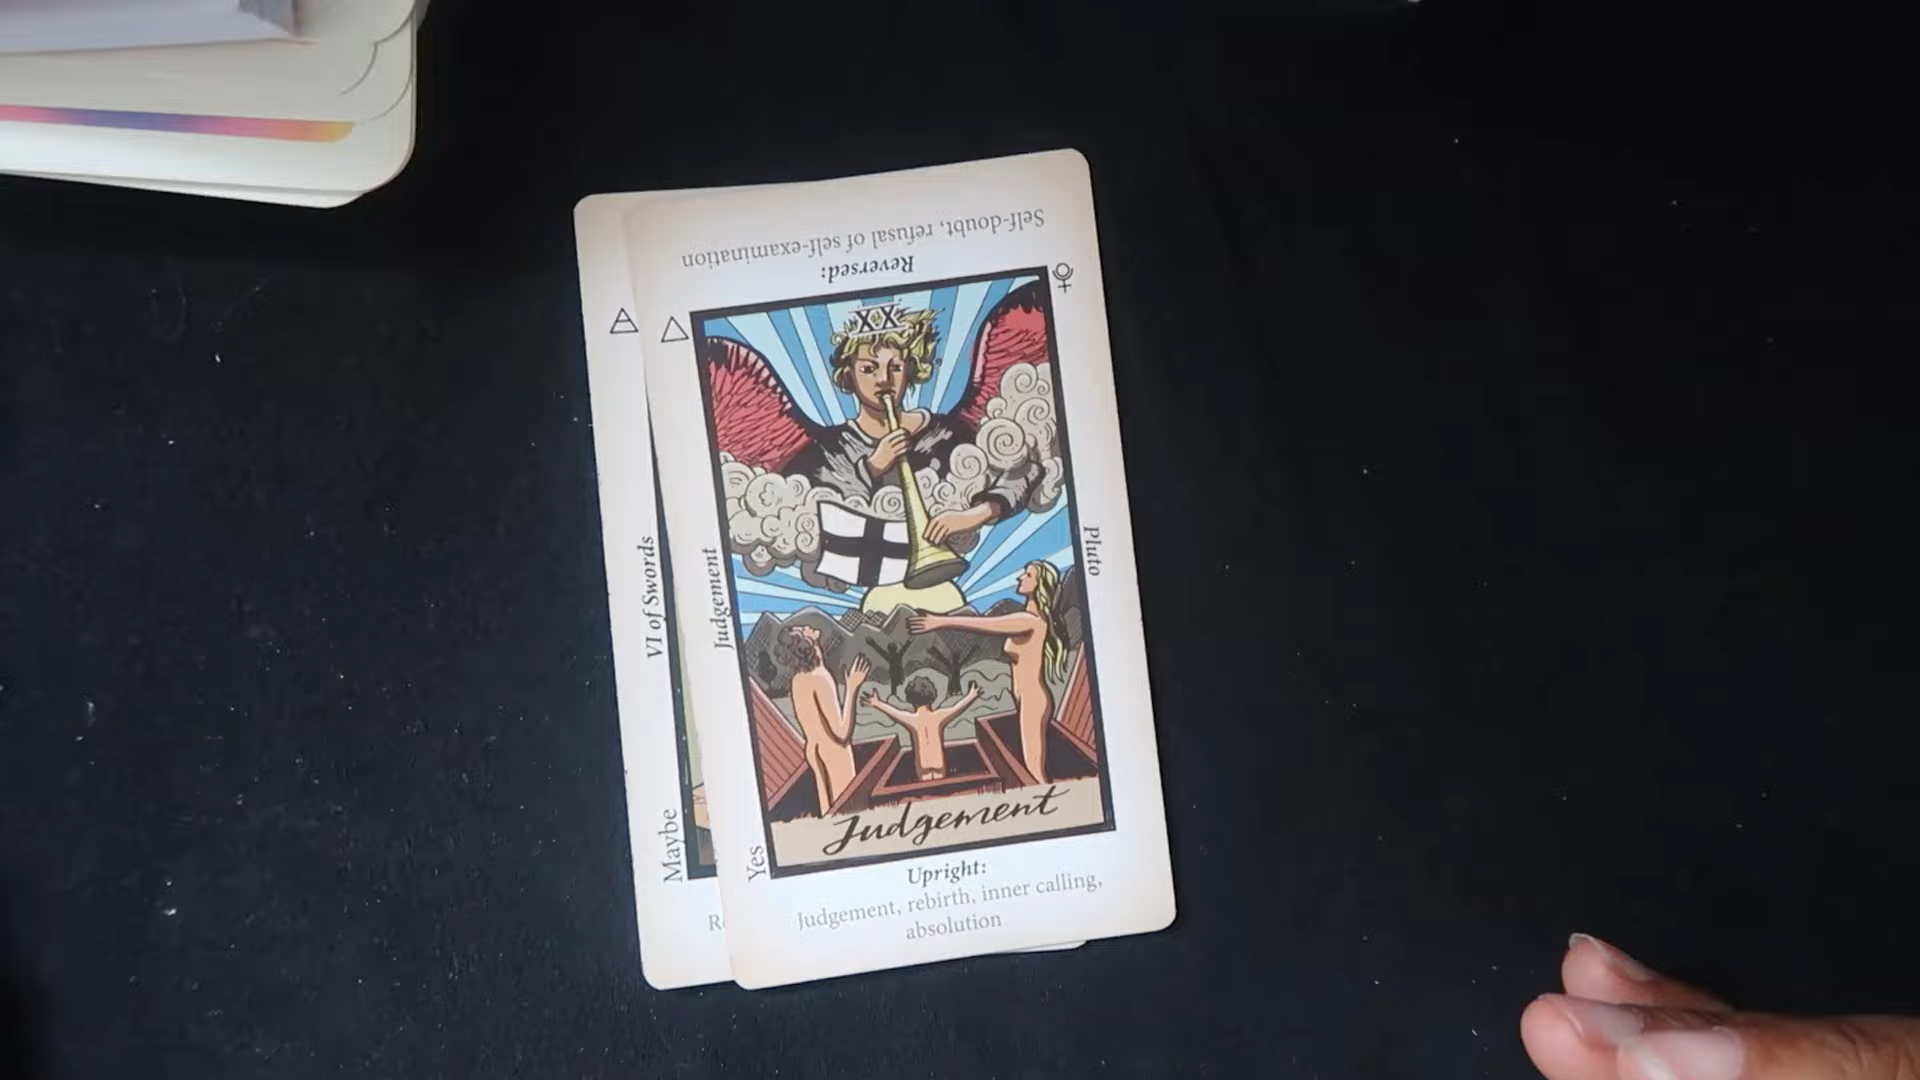 Self-doubt, refusal of self-examination
Reversed:
XX
VI of Swords
Judgement
Pluto
Maybe
Yes
Judgement
Upright:
Judgement, rebirth, inner calling,
absolution